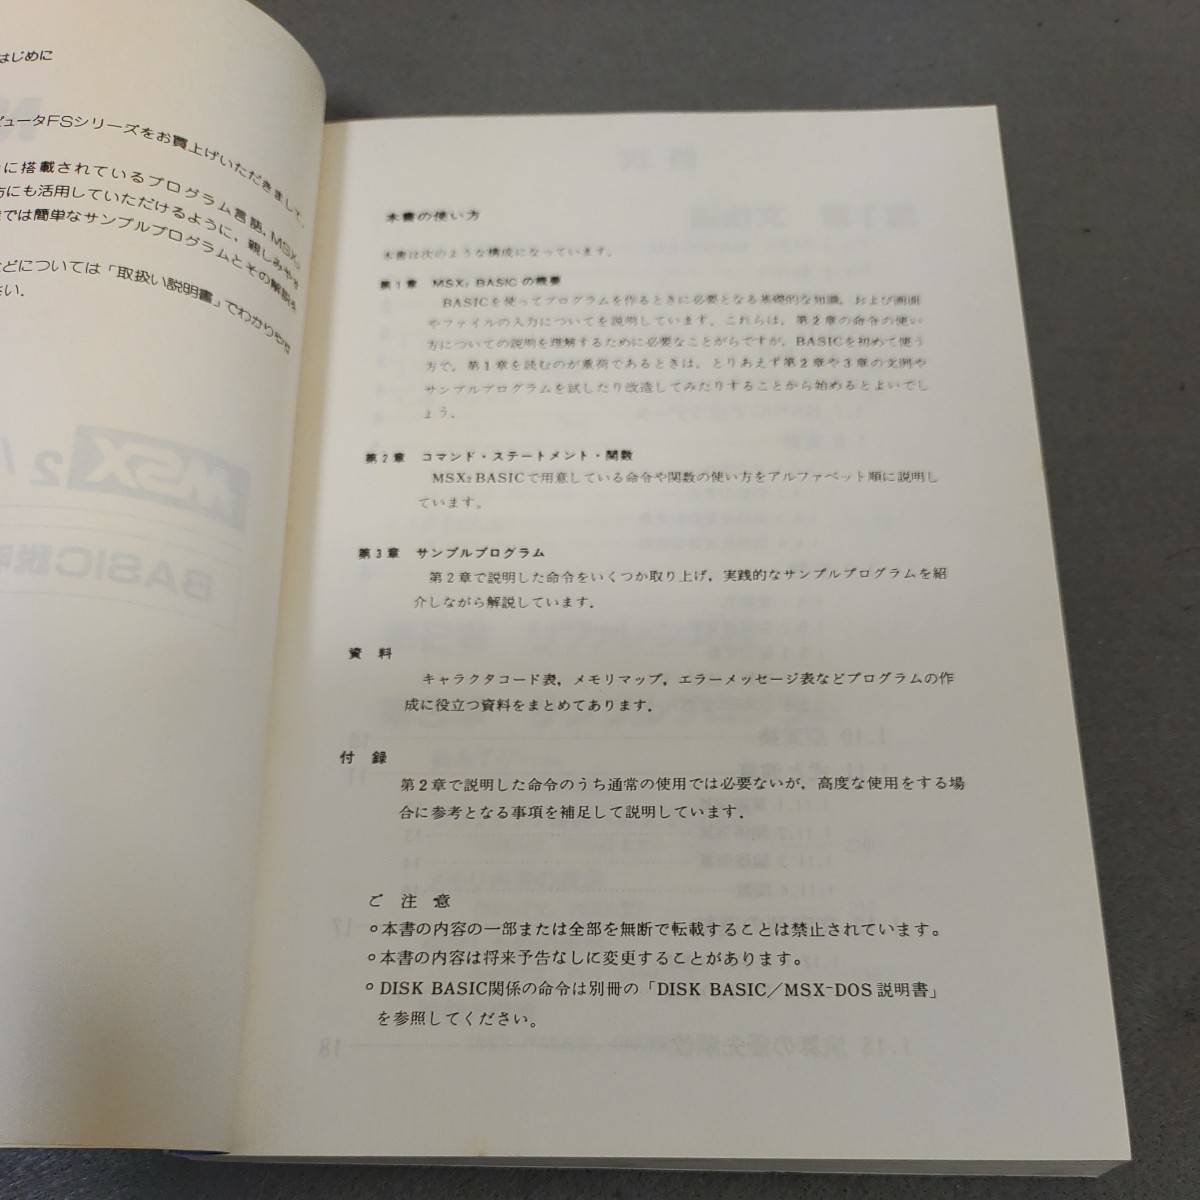 はじめに
ピュータFSシリーズをお買上げいただきまして,
に搭載されているプログラム言語, MSX₂
方にも活用していただけるように, 親しみやす
では簡単なサンプルプログラムとその解説を
どについては「取扱い説明書」でわかりやす
さい.
本書の使い方
本書は次のような構成になっています.
第1章 MSX₂ BASICの概要
BASICを使ってプログラムを作るときに必要となる基礎的な知識, および画面
やファイルの入力についてを説明しています. これらは, 第2章の命令の使い
方についての説明を理解するために必要なことがらですが, BASICを初めて使う
方で, 第1章を読むのが重荷であるときは, とりあえず第2章や3章の文例や
サンプルプログラムを試したり改造してみたりすることから始めるとよいでし
ょう.
第2章 コマンド・ステートメント・関数
MSX₂ BASICで用意している命令や関数の使い方をアルファベット順に説明し
ています.
第3章 サンプルプログラム
第2章で説明した命令をいくつか取り上げ, 実践的なサンプルプログラムを紹
介しながら解説しています.
資 料
キャラクタコード表, メモリマップ, エラーメッセージ表などプログラムの作
成に役立つ資料をまとめてあります.
付 録
第2章で説明した命令のうち通常の使用では必要ないが, 高度な使用をする場
合に参考となる事項を補足して説明しています.
ご 注 意
○本書の内容の一部または全部を無断で転載することは禁止されています。
○本書の内容は将来予告なしに変更することがあります。
○DISK BASIC関係の命令は別冊の「DISK BASIC／MSX-DOS説明書」
を参照してください。